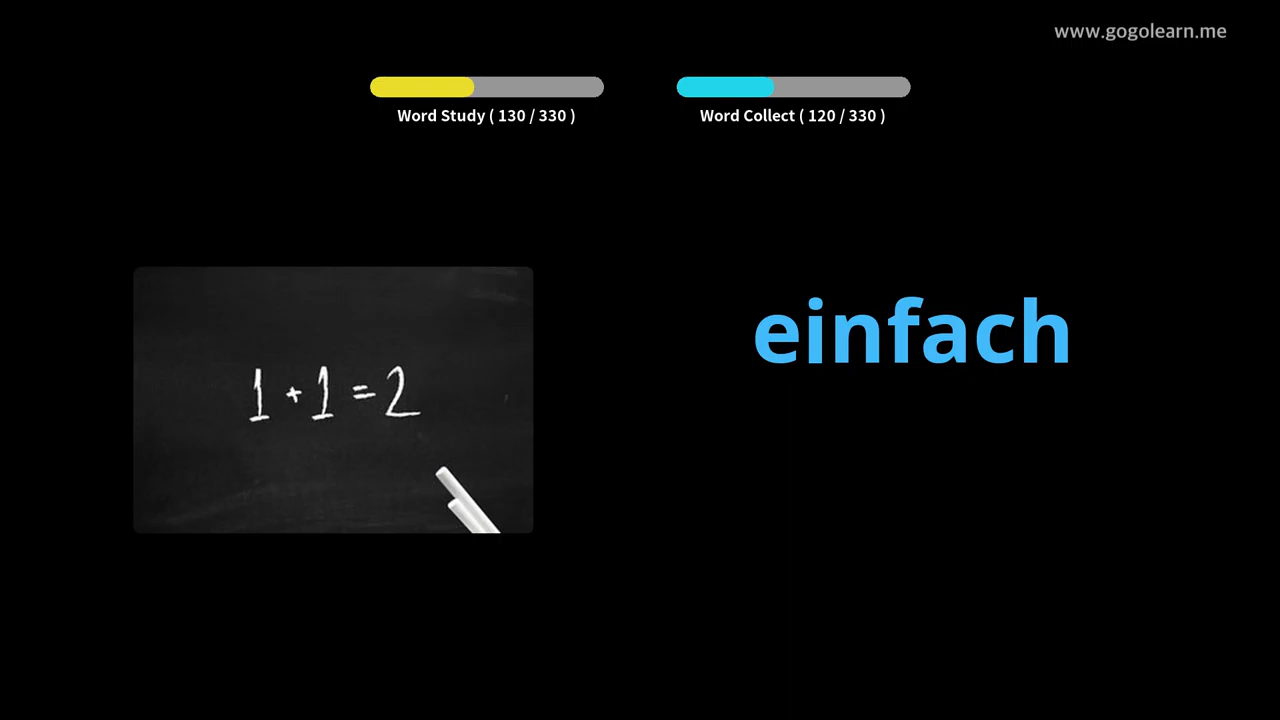 www.gogolearn.me
Word Study ( 130 / 330 )
Word Collect ( 120 / 330 )
1 + 1 = 2
einfach